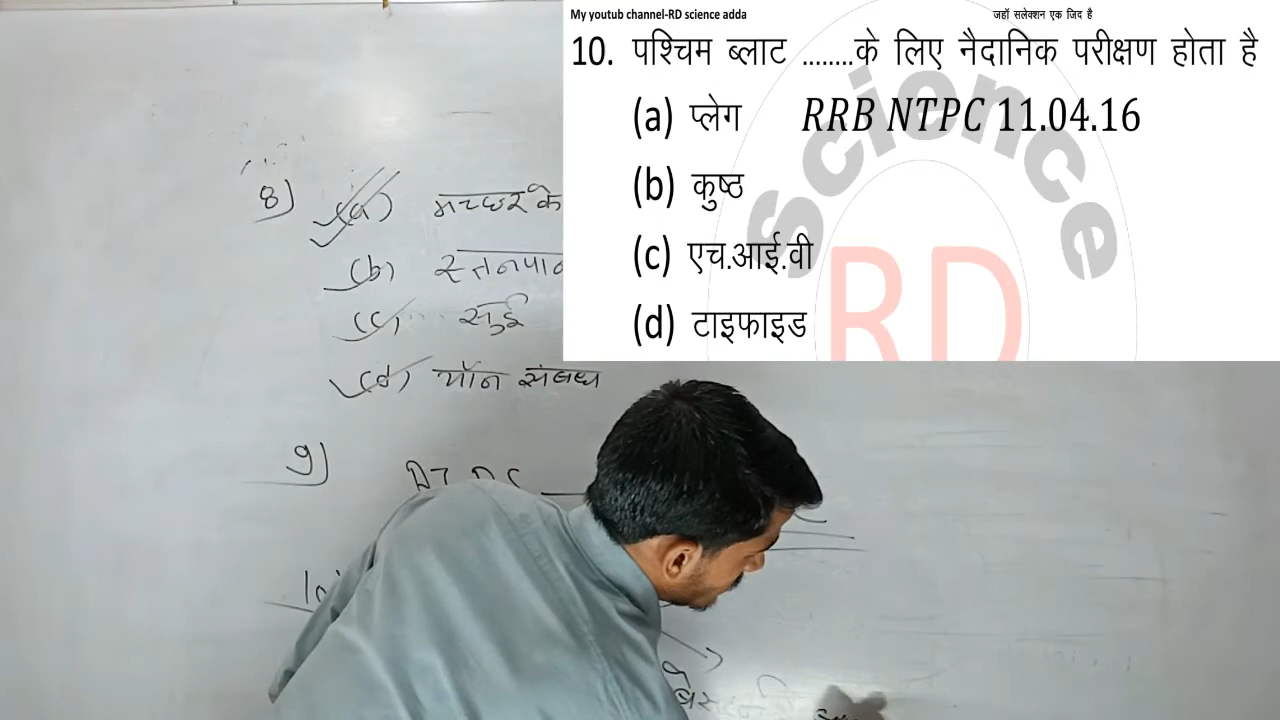 My youtub channel-RD science adda
जहाँ सलेक्शन एक जिद है
10. पश्चिम ब्लाट ........के लिए नैदानिक परीक्षण होता है
(a) प्लेग RRB NTPC 11.04.16
(b) कुष्ठ
(c) एच.आई.वी
(d) टाइफाइड
science
RD
8) (a) मच्छर के
(b) स्तनपान
(c) सुई
(d) यौन संबंध
9)